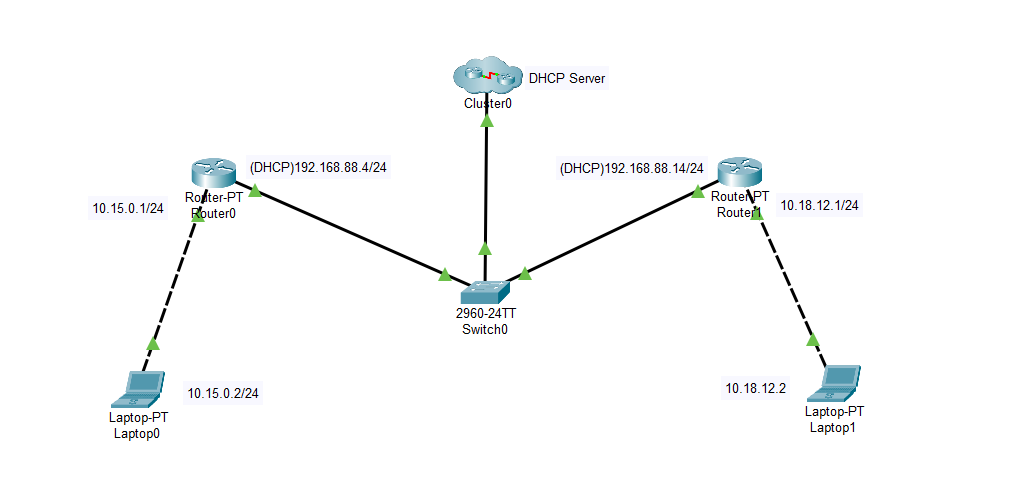 DHCP Server
Cluster0
(DHCP)192.168.88.4/24
(DHCP)192.168.88.14/24
Router-PT
Router0
Router-PT
Router1
10.15.0.1/24
10.18.12.1/24
2960-24TT
Switch0
10.15.0.2/24
10.18.12.2
Laptop-PT
Laptop0
Laptop-PT
Laptop1